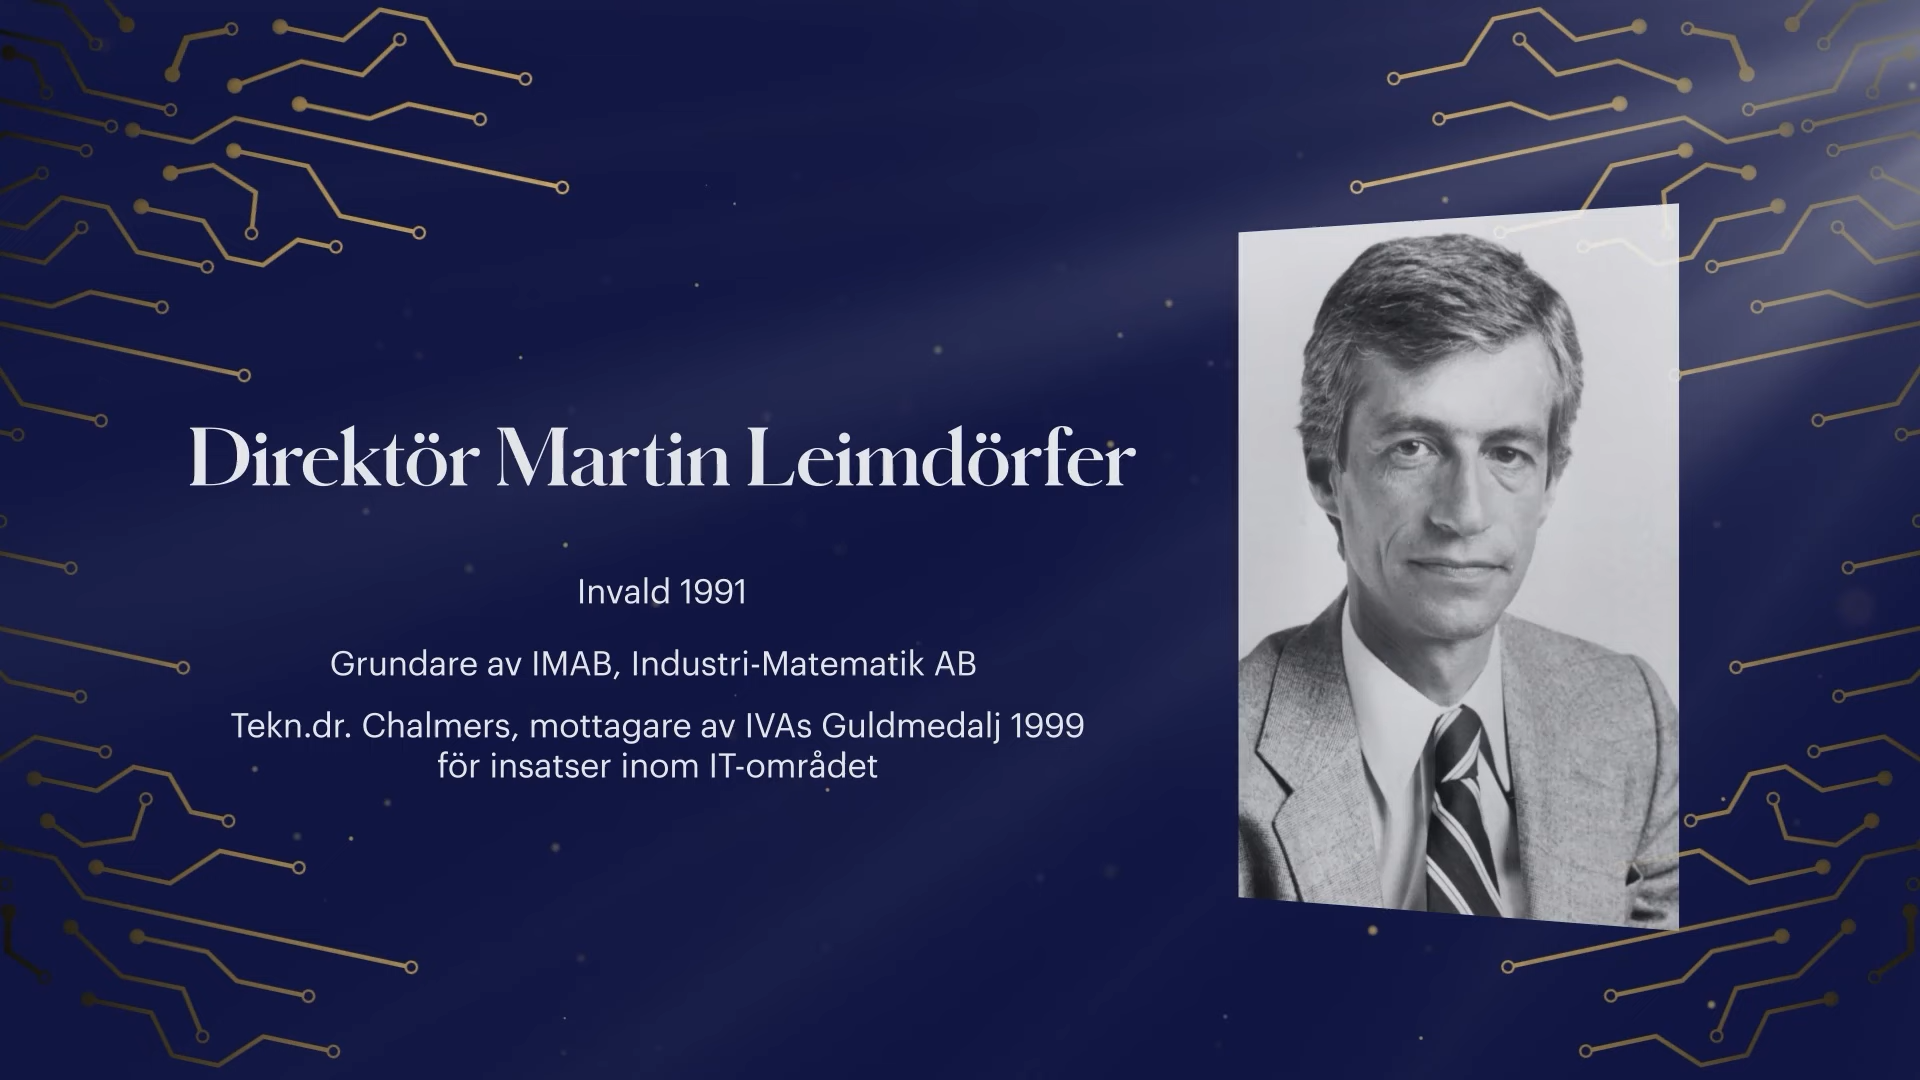 Direktör Martin Leimdörfer
Invald 1991
Grundare av IMAB, Industri-Matematik AB
Tekn.dr. Chalmers, mottagare av IVAs Guldmedalj 1999
för insatser inom IT-området